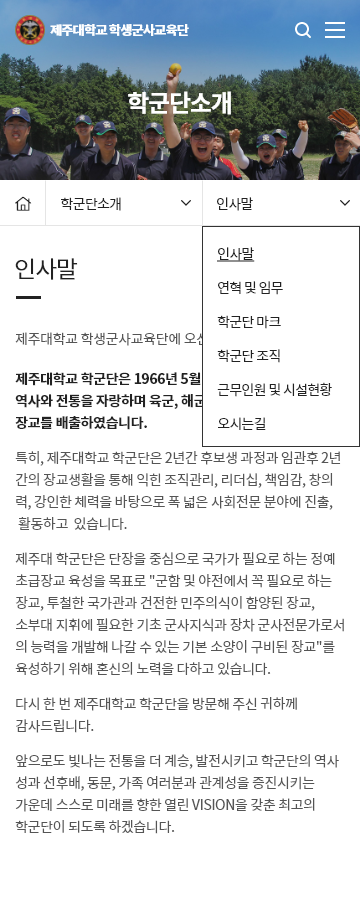 제주대학교 학생군사교육단
학군단소개
학군단소개
인사말
인사말
연혁 및 임무
학군단 마크
학군단 조직
근무인원 및 시설현황
오시는길
인사말
제주대학교 학생군사교육단에
제주대학교 학군단은 1966년 5월
역사와 전통을 자랑하며 육군,
장교를 배출하였습니다.
특히, 제주대학교 학군단은 2년간 후보생 과정과 임관후 2년
간의 장교생활을 통해 익힌 조직관리, 리더십, 책임감, 창의
력, 강인한 체력을 바탕으로 폭 넓은 사회전문 분야에 진출,
활동하고 있습니다.
제주대 학군단은 단장을 중심으로 국가가 필요로 하는 정예
초급장교 육성을 목표로 "군함 및 야전에서 꼭 필요로 하는
장교, 투철한 국가관과 건전한 민주의식이 함양된 장교,
소부대 지휘에 필요한 기초 군사지식과 장차 군사전문가로서
의 능력을 개발해 나갈 수 있는 기본 소양이 구비된 장교"를
육성하기 위해 혼신의 노력을 다하고 있습니다.
다시 한 번 제주대학교 학군단을 방문해 주신 귀하께
감사드립니다.
앞으로도 빛나는 전통을 더 계승, 발전시키고 학군단의 역사
성과 선후배, 동문, 가족 여러분과 관계성을 증진시키는
가운데 스스로 미래를 향한 열린 VISION을 갖춘 최고의
학군단이 되도록 하겠습니다.